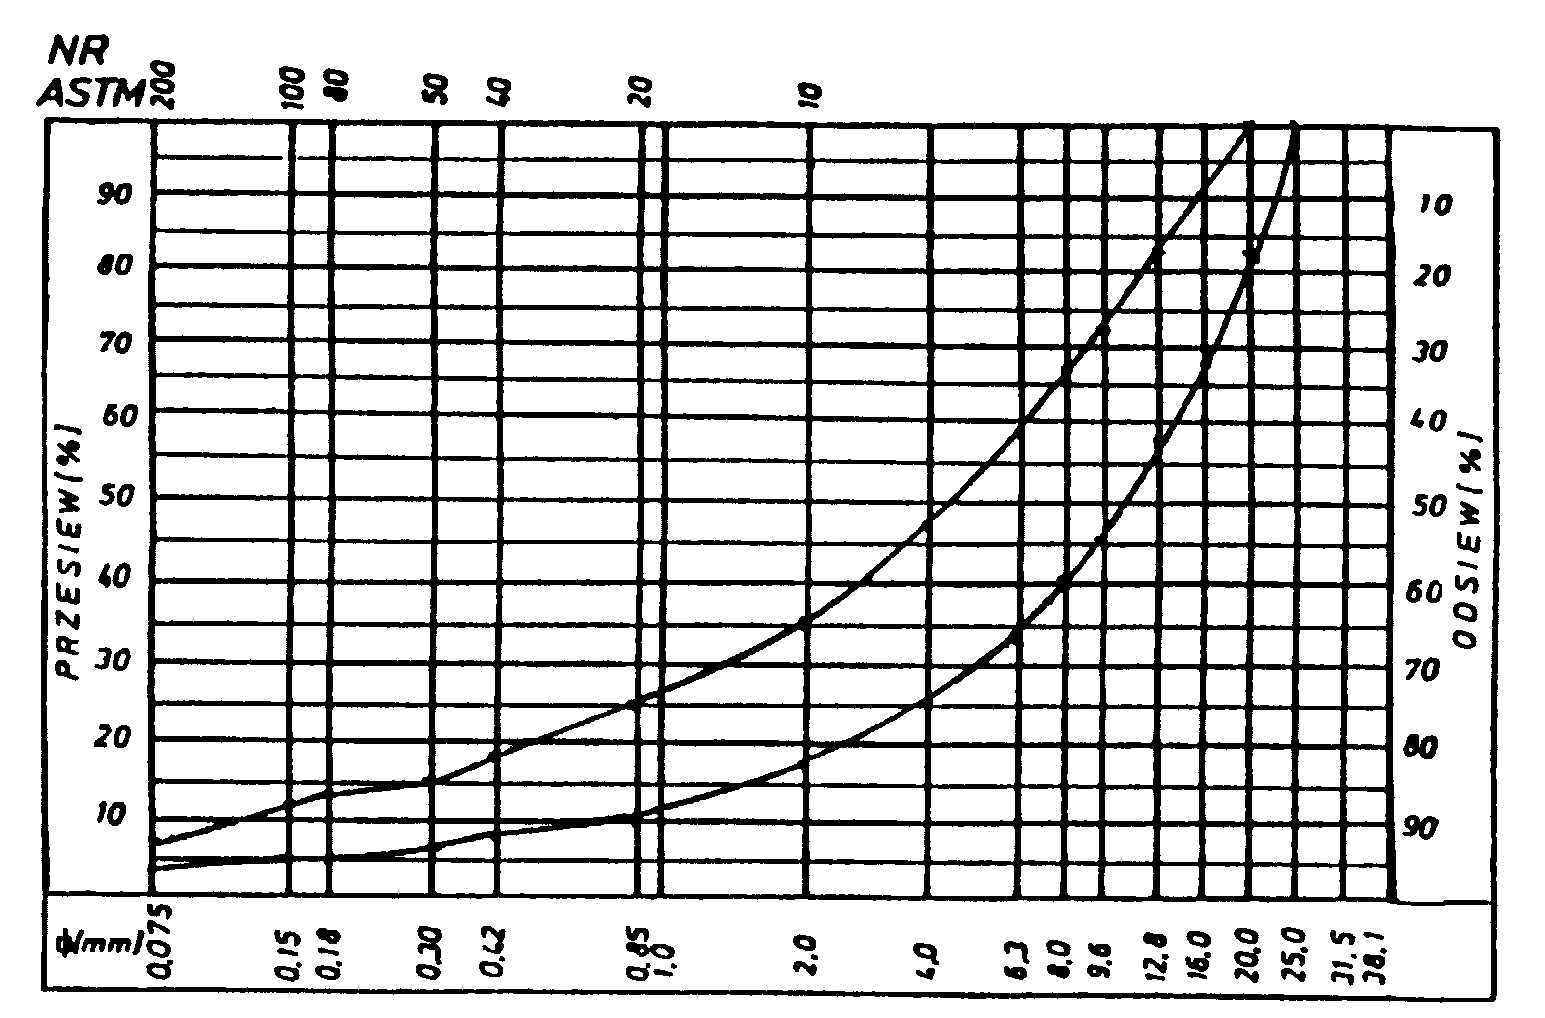 NR
ASTM 200 100 80 50 40 20 10
90 10
80 20
70 30
60 40
50 50
40 60
30 70
20 80
10 90
PRZESIEW [%]
ODSIEW [%]
ϕ[mm] 0.075 0.15 0.18 0.30 0.42 0.85 1.0 2.0 4.0 6.3 8.0 9.6 12.8 16.0 20.0 25.0 31.5 38.1